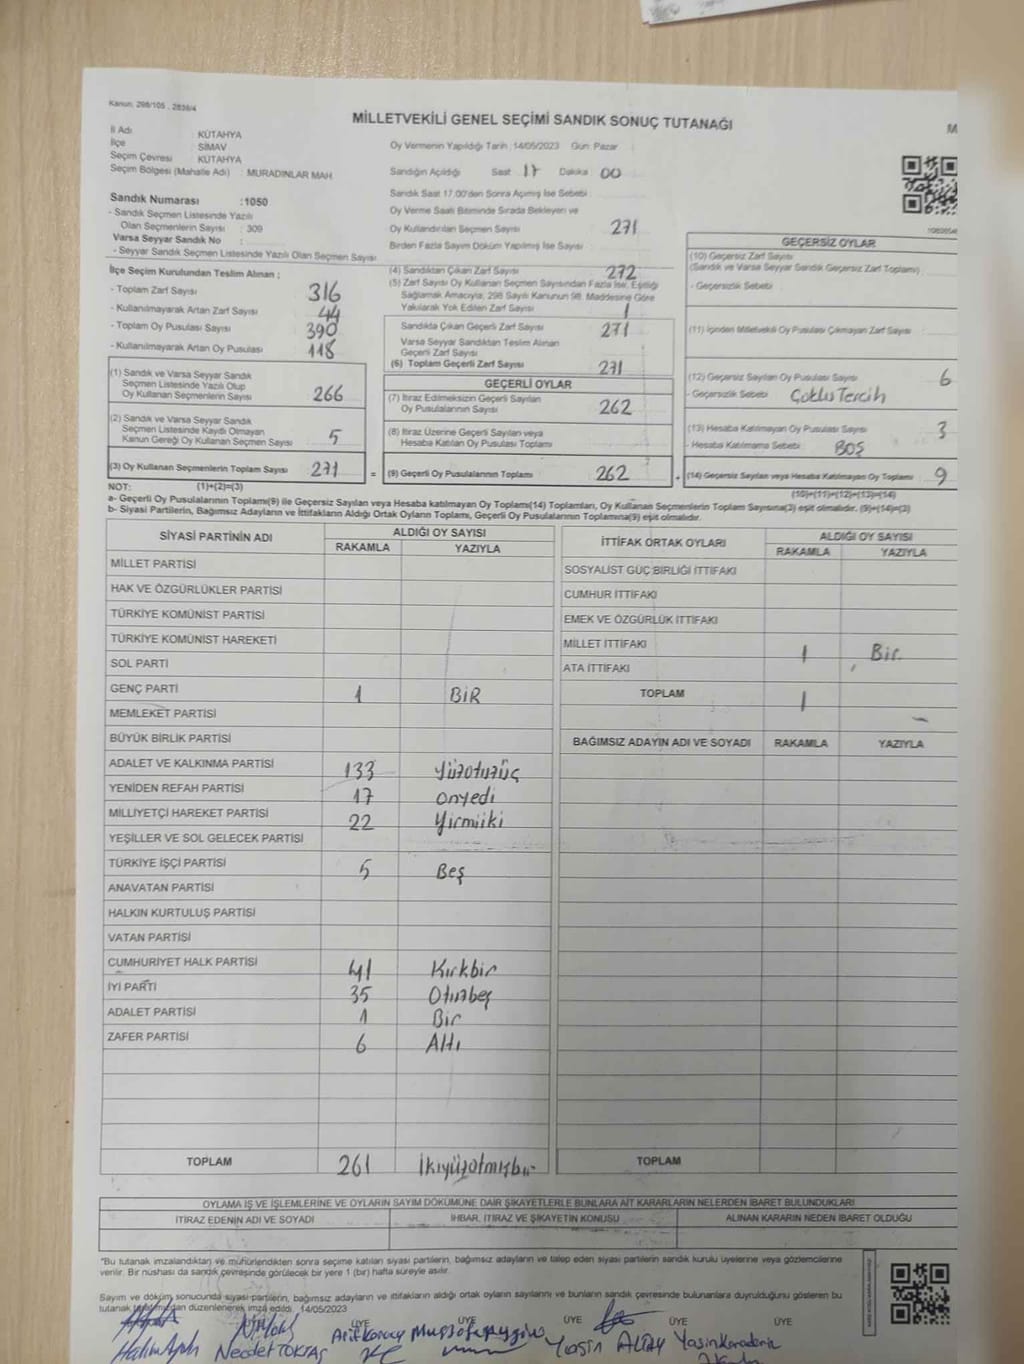 Kanun: 298/105 . 2839/4
MİLLETVEKİLİ GENEL SEÇİMİ SANDIK SONUÇ TUTANAĞI
M
İl Adı : KÜTAHYA
İlçe : SİMAV
Seçim Çevresi : KÜTAHYA
Seçim Bölgesi (Mahalle Adı) : MURADINLAR MAH.
Oy Vermenin Yapıldığı Tarih :14/05/2023 Gün: Pazar
Sandığın Açıldığı Saat 17 Dakika 00
Sandık Saat 17.00'den Sonra Açılmış İse Sebebi
Sandık Numarası :1050
- Sandık Seçmen Listesinde Yazılı
Olan Seçmenlerin Sayısı : 309
Varsa Seyyar Sandık No :
- Seyyar Sandık Seçmen Listesinde Yazılı Olan Seçmen Sayısı
Oy Verme Saati Bitiminde Sırada Bekleyen ve
Oy Kullandırılan Seçmen Sayısı 271
Birden Fazla Sayım Döküm Yapılmış İse Sayısı
İlçe Seçim Kurulundan Teslim Alınan ;
- Toplam Zarf Sayısı 316
- Kullanılmayarak Artan Zarf Sayısı 44
- Toplam Oy Pusulası Sayısı 390
- Kullanılmayarak Artan Oy Pusulası 118
(1) Sandık ve Varsa Seyyar Sandık
Seçmen Listesinde Yazılı Olup
Oy Kullanan Seçmenlerin Sayısı 266
(2) Sandık ve Varsa Seyyar Sandık
Seçmen Listesinde Kaydı Olmayan
Kanun Gereği Oy Kullanan Seçmen Sayısı 5
(3) Oy Kullanan Seçmenlerin Toplam Sayısı 271 =
(4) Sandıktan Çıkan Zarf Sayısı 272
(5) Zarf Sayısı Oy Kullanan Seçmen Sayısından Fazla ise, Eşitliği
Sağlamak Amacıyla, 298 Sayılı Kanunun 98. Maddesine Göre
Yakılarak Yok Edilen Zarf Sayısı 1
Sandıkta Çıkan Geçerli Zarf Sayısı 271
Varsa Seyyar Sandıktan Teslim Alınan
Geçerli Zarf Sayısı
(6) Toplam Geçerli Zarf Sayısı 271
GEÇERLİ OYLAR
(7) İtiraz Edilmeksizin Geçerli Sayılan
Oy Pusulalarının Sayısı 262
(8) İtiraz Üzerine Geçerli Sayılan veya
Hesaba Katılan Oy Pusulası Toplamı
(9) Geçerli Oy Pusulalarının Toplamı 262 +
GEÇERSİZ OYLAR
(10) Geçersiz Zarf Sayısı
(Sandık ve Varsa Seyyar Sandık Geçersiz Zarf Toplamı)
- Geçersizlik Sebebi
(11) İçinden Milletvekili Oy Pusulası Çıkmayan Zarf Sayısı
(12) Geçersiz Sayılan Oy Pusulası Sayısı 6
- Geçersizlik Sebebi Çoklu Tercih
(13) Hesaba Katılmayan Oy Pusulası Sayısı 3
- Hesaba Katılmama Sebebi BOŞ
(14) Geçersiz Sayılan veya Hesaba Katılmayan Oy Toplamı 9
NOT: (1)+(2)=(3)
(10)+(11)+(12)+(13)=(14)
a- Geçerli Oy Pusulalarının Toplamı(9) ile Geçersiz Sayılan veya Hesaba katılmayan Oy Toplamı(14) Toplamları, Oy Kullanan Seçmenlerin Toplam Sayısına(3) eşit olmalıdır. (9)+(14)=(3)
b- Siyasi Partilerin, Bağımsız Adayların ve İttifakların Aldığı Ortak Oyların Toplamı, Geçerli Oy Pusulalarının Toplamına(9) eşit olmalıdır.
SİYASİ PARTİNİN ADI ALDIĞI OY SAYISI
RAKAMLA YAZIYLA
MİLLET PARTİSİ
HAK VE ÖZGÜRLÜKLER PARTİSİ
TÜRKİYE KOMÜNİST PARTİSİ
TÜRKİYE KOMÜNİST HAREKETİ
SOL PARTİ
GENÇ PARTİ 1 BİR
MEMLEKET PARTİSİ
BÜYÜK BİRLİK PARTİSİ
ADALET VE KALKINMA PARTİSİ 133 Yüzotuzüç
YENİDEN REFAH PARTİSİ 17 onyedi
MİLLİYETÇİ HAREKET PARTİSİ 22 Yirmiiki
YEŞİLLER VE SOL GELECEK PARTİSİ
TÜRKİYE İŞÇİ PARTİSİ 5 Beş
ANAVATAN PARTİSİ
HALKIN KURTULUŞ PARTİSİ
VATAN PARTİSİ
CUMHURİYET HALK PARTİSİ 41 Kırkbir
İYİ PARTİ 35 Otuzbeş
ADALET PARTİSİ 1 Bir
ZAFER PARTİSİ 6 Altı
TOPLAM 261 İkiyüzatmışbir
İTTİFAK ORTAK OYLARI ALDIĞI OY SAYISI
RAKAMLA YAZIYLA
SOSYALİST GÜÇ BİRLİĞİ İTTİFAKI
CUMHUR İTTİFAKI
EMEK VE ÖZGÜRLÜK İTTİFAKI
MİLLET İTTİFAKI 1 Bir
ATA İTTİFAKI
TOPLAM 1
BAĞIMSIZ ADAYIN ADI VE SOYADI RAKAMLA YAZIYLA
TOPLAM
OYLAMA İŞ VE İŞLEMLERİNE VE OYLARIN SAYIM DÖKÜMÜNE DAİR ŞİKAYETLERLE BUNLARA AİT KARARLARIN NELERDEN İBARET BULUNDUKLARI
İTİRAZ EDENİN ADI VE SOYADI İHBAR, İTİRAZ VE ŞİKAYETİN KONUSU ALINAN KARARIN NEDEN İBARET OLDUĞU
*Bu tutanak imzalandıktan ve mühürlendikten sonra seçime katılan siyasi partilerin, bağımsız adayların ve talep eden siyasi partilerin sandık kurulu üyelerine veya gözlemcilerine
verilir. Bir nüshası da sandık çevresinde görülecek bir yere 1 (bir) hafta süreyle asılır.
Sayım ve döküm sonucunda siyasi partilerin, bağımsız adayların ve ittifakların aldığı ortak oyların sayılarını ve bunların sandık çevresinde bulunanlara duyrulduğunu gösteren bu
tutanak tarafımızdan düzenlenerek imza edildi. 14/05/2023
ÜYE ÜYE ÜYE ÜYE ÜYE
Necdet TOKTAŞ Yasin ALTAY